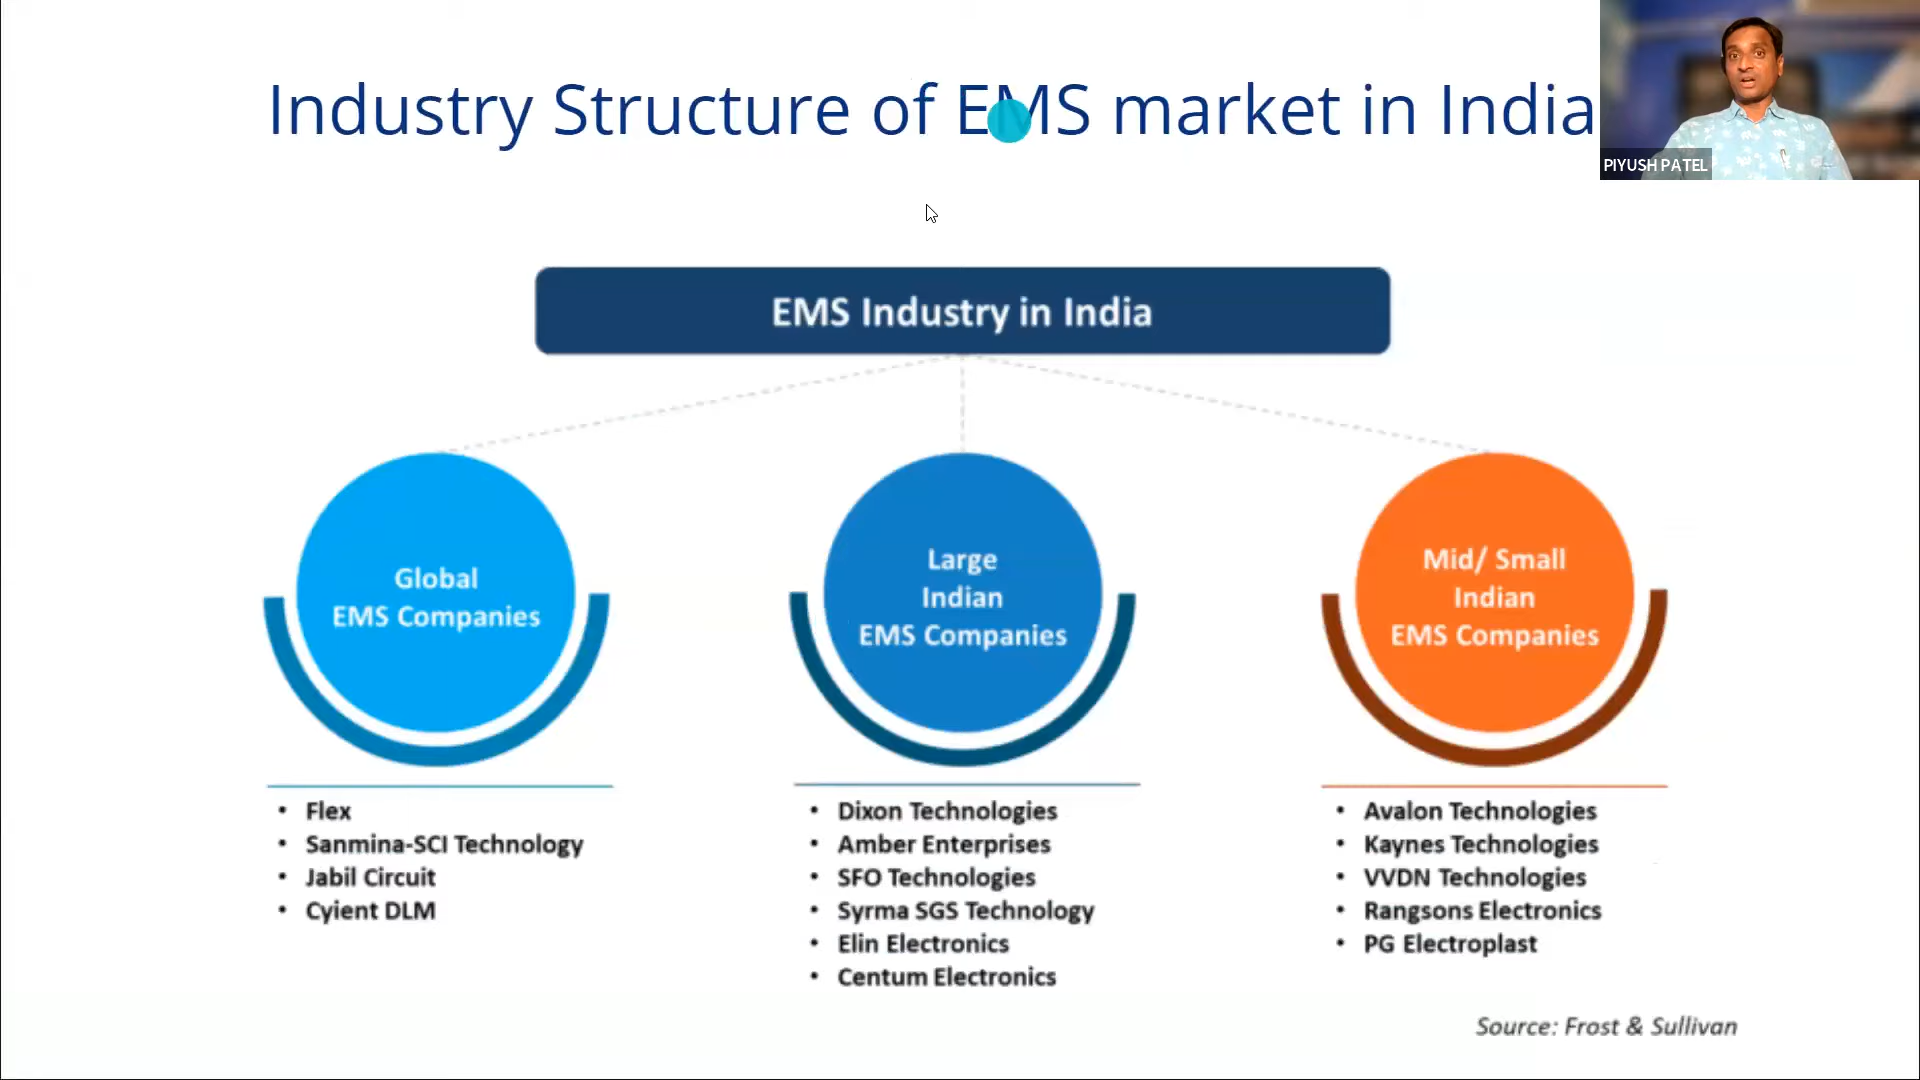 Industry Structure of EMS market in India
PIYUSH PATEL
EMS Industry in India
Global
EMS Companies
Large
Indian
EMS Companies
Mid/ Small
Indian
EMS Companies
• Flex
• Sanmina-SCI Technology
• Jabil Circuit
• Cyient DLM
• Dixon Technologies
• Amber Enterprises
• SFO Technologies
• Syrma SGS Technology
• Elin Electronics
• Centum Electronics
• Avalon Technologies
• Kaynes Technologies
• VVDN Technologies
• Rangsons Electronics
• PG Electroplast
Source: Frost & Sullivan